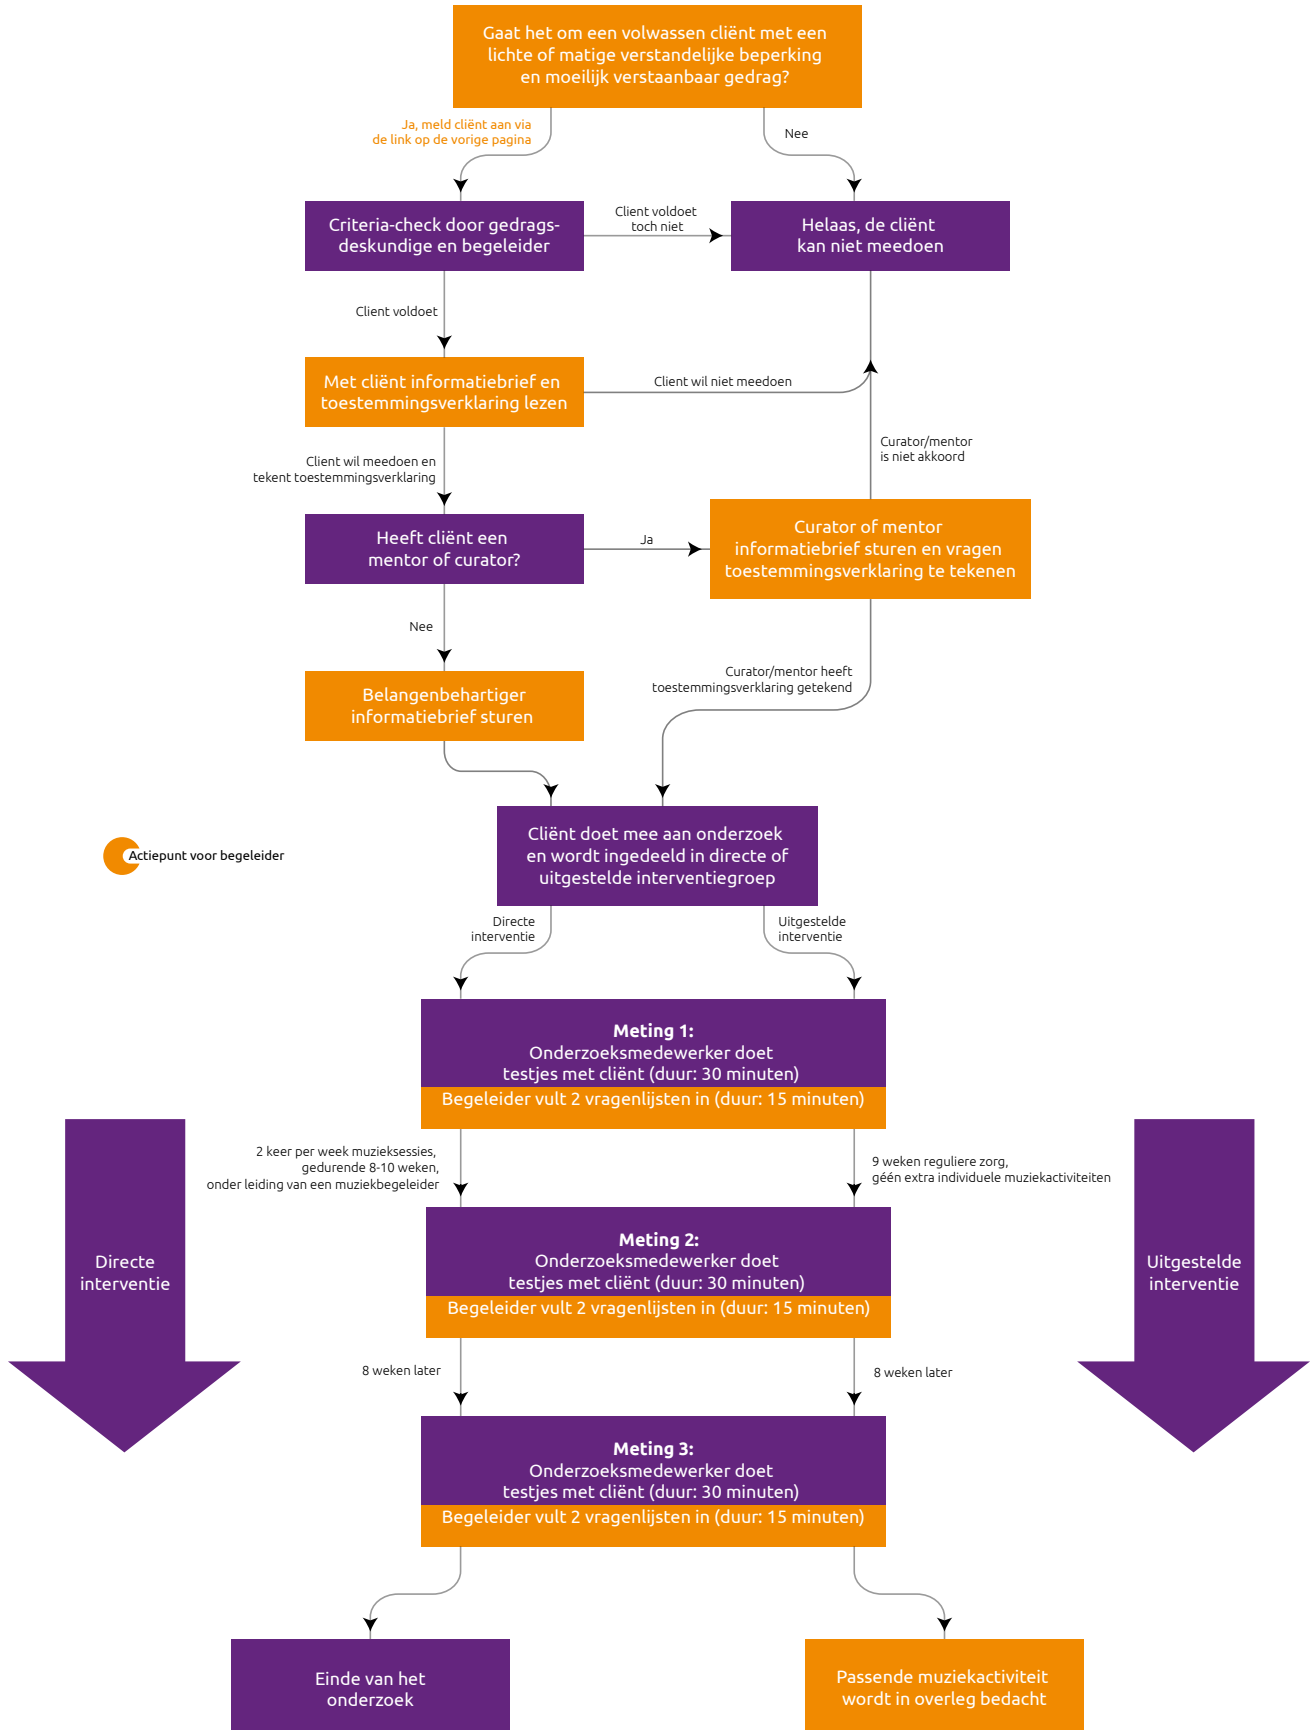 Gaat het om een volwassen cliënt met een
lichte of matige verstandelijke beperking
en moeilijk verstaanbaar gedrag?
Ja, meld cliënt aan via
de link op de vorige pagina
Nee
Criteria-check door gedrags-
deskundige en begeleider
Client voldoet
toch niet
Helaas, de cliënt
kan niet meedoen
Client voldoet
Met cliënt informatiebrief en
toestemmingsverklaring lezen
Client wil niet meedoen
Curator/mentor
is niet akkoord
Client wil meedoen en
tekent toestemmingsverklaring
Heeft cliënt een
mentor of curator?
Ja
Curator of mentor
informatiebrief sturen en vragen
toestemmingsverklaring te tekenen
Nee
Curator/mentor heeft
toestemmingsverklaring getekend
Belangenbehartiger
informatiebrief sturen
Cliënt doet mee aan onderzoek
en wordt ingedeeld in directe of
uitgestelde interventiegroep
Actiepunt voor begeleider
Directe
interventie
Uitgestelde
interventie
Meting 1:
Onderzoeksmedewerker doet
testjes met cliënt (duur: 30 minuten)
Begeleider vult 2 vragenlijsten in (duur: 15 minuten)
2 keer per week muzieksessies,
gedurende 8-10 weken,
onder leiding van een muziekbegeleider
9 weken reguliere zorg,
géén extra individuele muziekactiviteiten
Directe
interventie
Meting 2:
Onderzoeksmedewerker doet
testjes met cliënt (duur: 30 minuten)
Begeleider vult 2 vragenlijsten in (duur: 15 minuten)
Uitgestelde
interventie
8 weken later
8 weken later
Meting 3:
Onderzoeksmedewerker doet
testjes met cliënt (duur: 30 minuten)
Begeleider vult 2 vragenlijsten in (duur: 15 minuten)
Einde van het
onderzoek
Passende muziekactiviteit
wordt in overleg bedacht